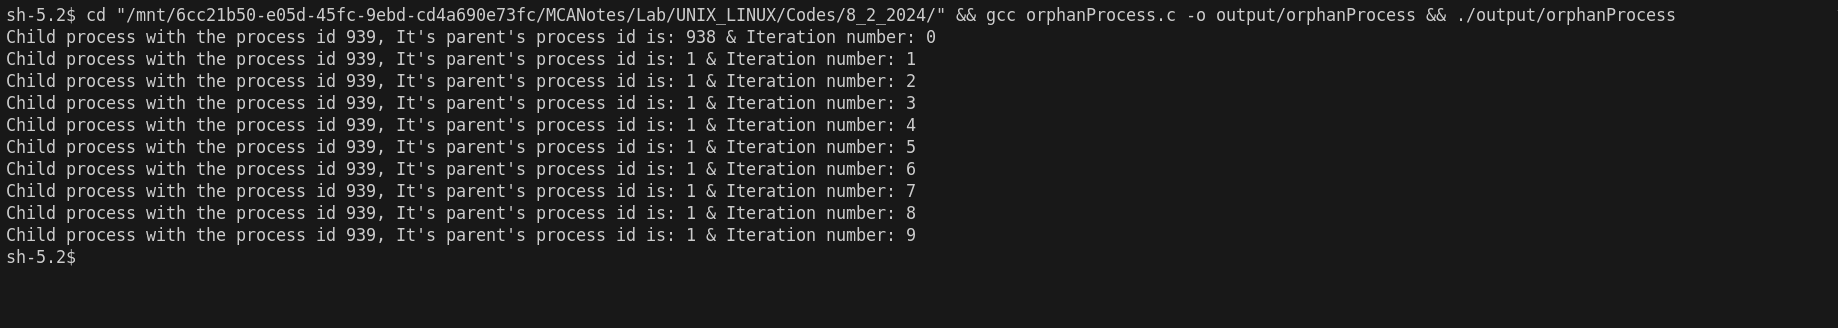 sh-5.2$ cd "/mnt/6cc21b50-e05d-45fc-9ebd-cd4a690e73fc/MCANotes/Lab/UNIX_LINUX/Codes/8_2_2024/" && gcc orphanProcess.c -o output/orphanProcess && ./output/orphanProcess
Child process with the process id 939, It's parent's process id is: 938 & Iteration number: 0
Child process with the process id 939, It's parent's process id is: 1 & Iteration number: 1
Child process with the process id 939, It's parent's process id is: 1 & Iteration number: 2
Child process with the process id 939, It's parent's process id is: 1 & Iteration number: 3
Child process with the process id 939, It's parent's process id is: 1 & Iteration number: 4
Child process with the process id 939, It's parent's process id is: 1 & Iteration number: 5
Child process with the process id 939, It's parent's process id is: 1 & Iteration number: 6
Child process with the process id 939, It's parent's process id is: 1 & Iteration number: 7
Child process with the process id 939, It's parent's process id is: 1 & Iteration number: 8
Child process with the process id 939, It's parent's process id is: 1 & Iteration number: 9
sh-5.2$